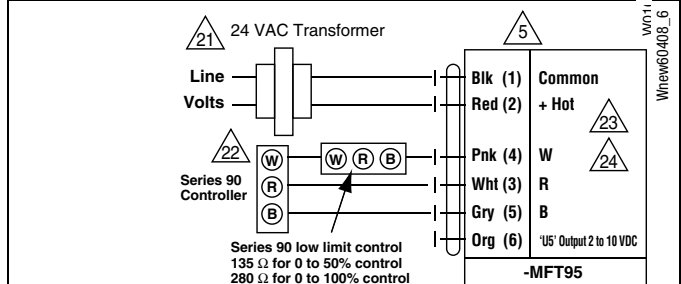 21 24 VAC Transformer
5
Line
Volts
Blk (1) Common
Red (2) + Hot
23
22
Series 90
Controller
W
R
B
W R B
Pnk (4) W
24
Wht (3) R
Gry (5) B
Org (6) 'U5' Output 2 to 10 VDC
Series 90 low limit control
135 Ω for 0 to 50% control
280 Ω for 0 to 100% control
-MFT95
Wnew60408_6